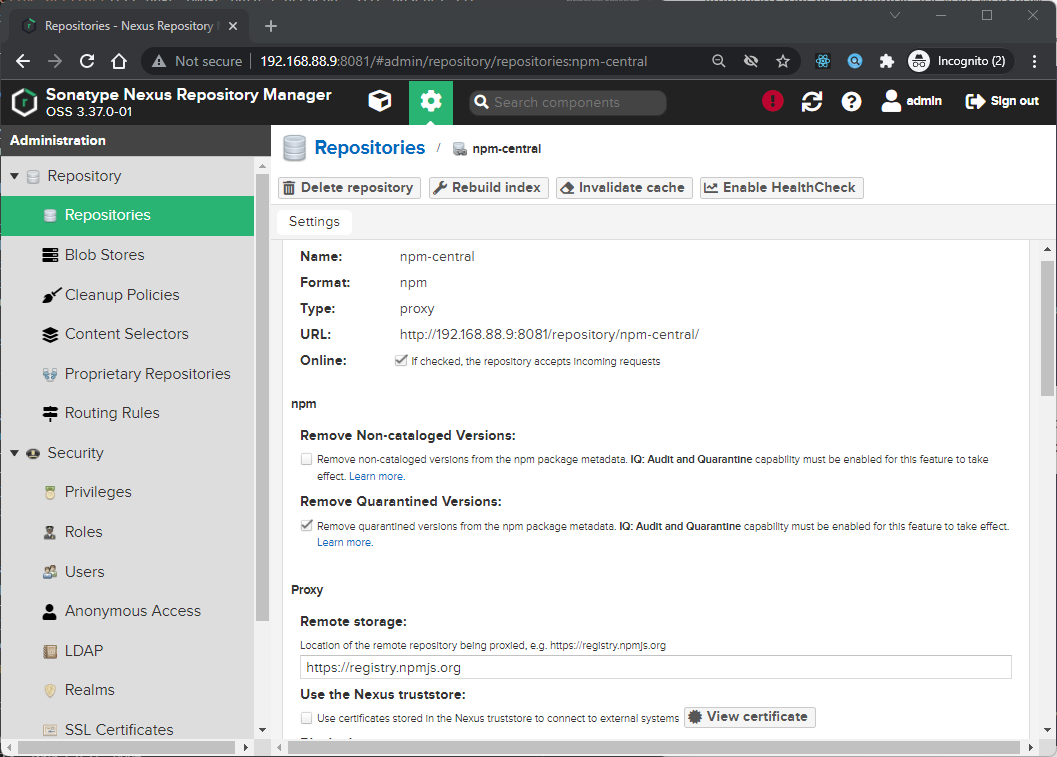 Repositories - Nexus Repository
Not secure 192.168.88.9:8081/#admin/repository/repositories:npm-central Incognito (2)
Sonatype Nexus Repository Manager
OSS 3.37.0-01
Search components
admin
Sign out
Administration
Repository
Repositories
Blob Stores
Cleanup Policies
Content Selectors
Proprietary Repositories
Routing Rules
Security
Privileges
Roles
Users
Anonymous Access
LDAP
Realms
SSL Certificates
Repositories / npm-central
Delete repository Rebuild index Invalidate cache Enable HealthCheck
Settings
Name: npm-central
Format: npm
Type: proxy
URL: http://192.168.88.9:8081/repository/npm-central/
Online: If checked, the repository accepts incoming requests
npm
Remove Non-cataloged Versions:
Remove non-cataloged versions from the npm package metadata. IQ: Audit and Quarantine capability must be enabled for this feature to take
effect. Learn more.
Remove Quarantined Versions:
Remove quarantined versions from the npm package metadata. IQ: Audit and Quarantine capability must be enabled for this feature to take effect.
Learn more.
Proxy
Remote storage:
Location of the remote repository being proxied, e.g. https://registry.npmjs.org
https://registry.npmjs.org
Use the Nexus truststore:
Use certificates stored in the Nexus truststore to connect to external systems View certificate